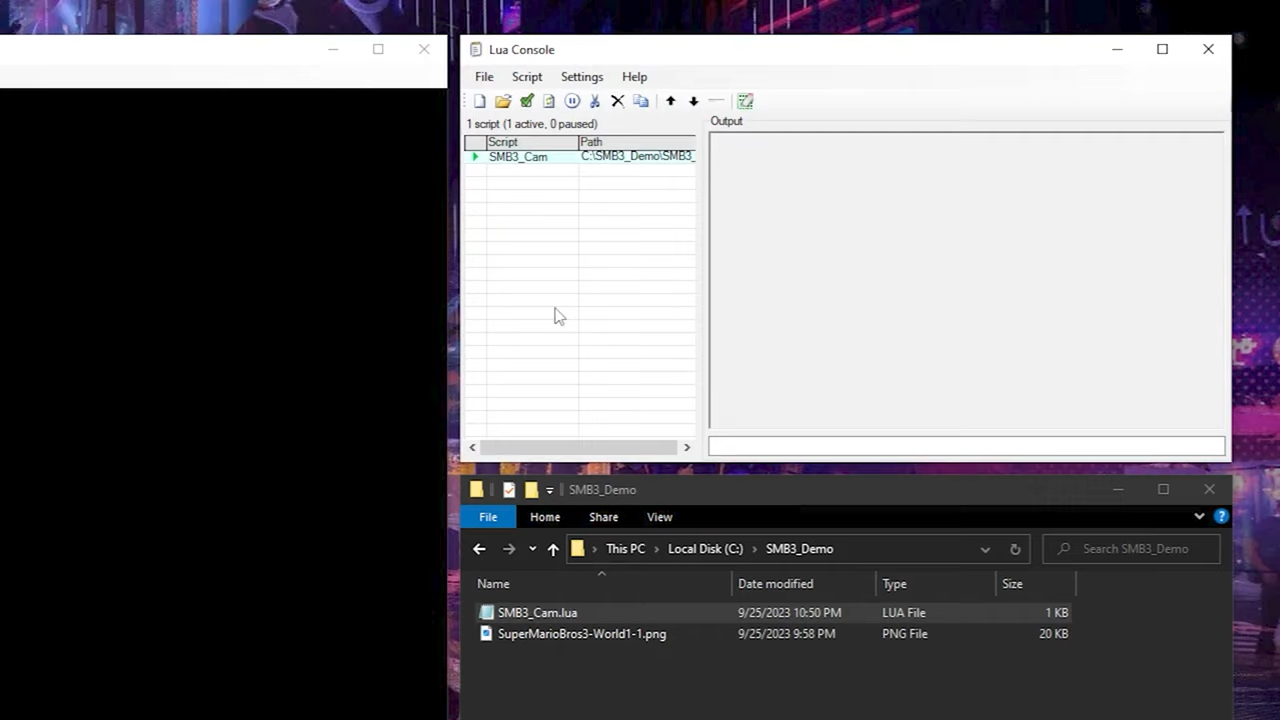 Lua Console
File Script Settings Help
1 script (1 active, 0 paused)
Output
Script Path
SMB3_Cam C:\SMB3_Demo\SMB3_
SMB3_Demo
File Home Share View
This PC Local Disk (C:) SMB3_Demo Search SMB3_Demo
Name Date modified Type Size
SMB3_Cam.lua 9/25/2023 10:50 PM LUA File 1 KB
SuperMarioBros3-World1-1.png 9/25/2023 9:58 PM PNG File 20 KB